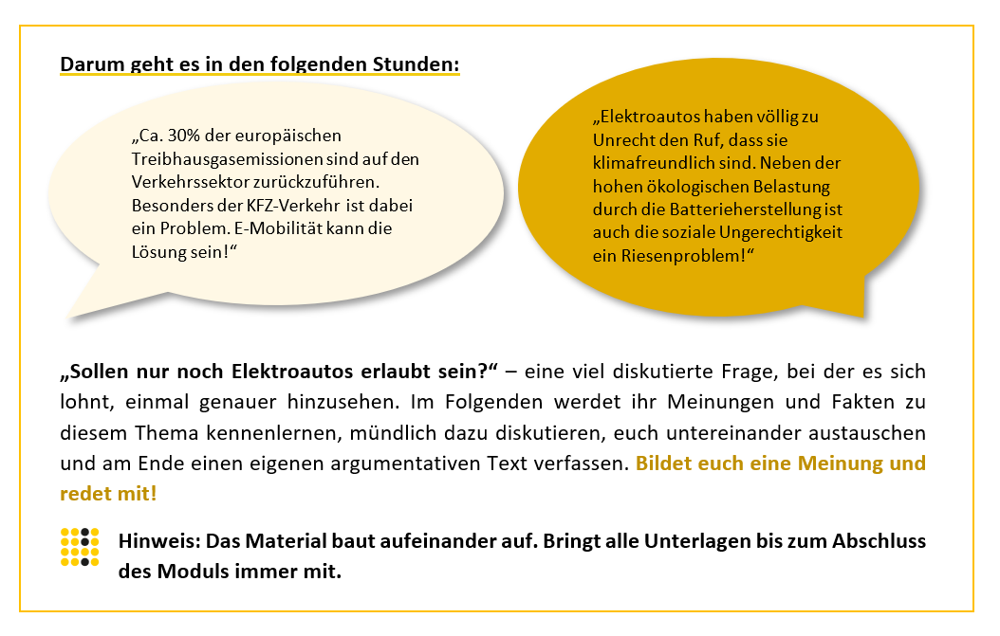 Darum geht es in den folgenden Stunden:
„Ca. 30% der europäischen
Treibhausgasemissionen sind auf den
Verkehrssektor zurückzuführen.
Besonders der KFZ-Verkehr ist dabei
ein Problem. E-Mobilität kann die
Lösung sein!“
„Elektroautos haben völlig zu
Unrecht den Ruf, dass sie
klimafreundlich sind. Neben der
hohen ökologischen Belastung
durch die Batterieherstellung ist
auch die soziale Ungerechtigkeit
ein Riesenproblem!“
„Sollen nur noch Elektroautos erlaubt sein?“ – eine viel diskutierte Frage, bei der es sich
lohnt, einmal genauer hinzusehen. Im Folgenden werdet ihr Meinungen und Fakten zu
diesem Thema kennenlernen, mündlich dazu diskutieren, euch untereinander austauschen
und am Ende einen eigenen argumentativen Text verfassen. Bildet euch eine Meinung und
redet mit!
Hinweis: Das Material baut aufeinander auf. Bringt alle Unterlagen bis zum Abschluss
des Moduls immer mit.